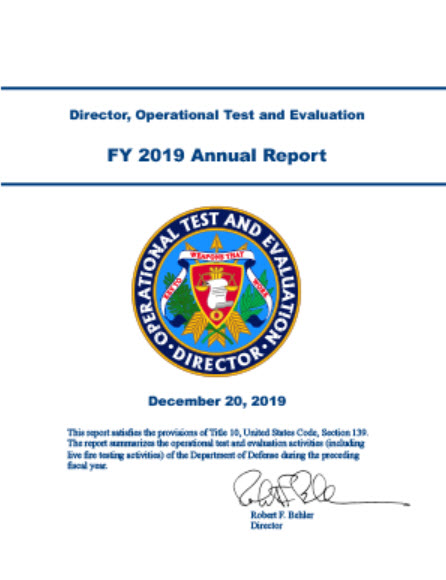 Director, Operational Test and Evaluation
FY 2019 Annual Report
OPERATIONAL TEST AND EVALUATION
WEAPONS THAT
KEY TO
WORK
• DIRECTOR •
December 20, 2019
This report satisfies the provisions of Title 10, United States Code, Section 139.
The report summarizes the operational test and evaluation activities (including
live fire testing activities) of the Department of Defense during the preceding
fiscal year.
Robert F. Behler
Director